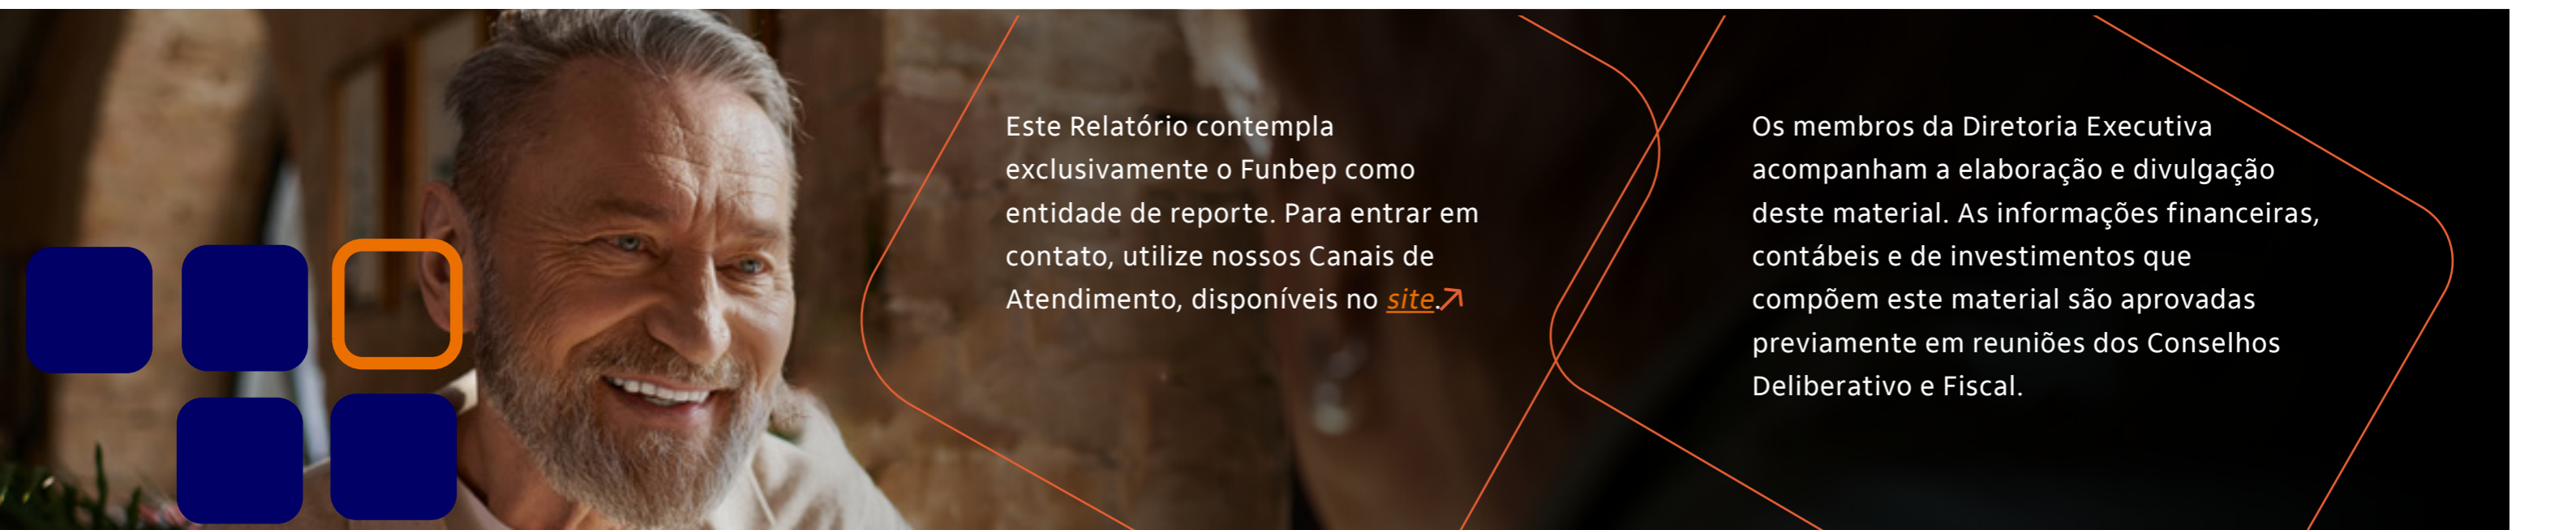 Este Relatório contempla
exclusivamente o Funbep como
entidade de reporte. Para entrar em
contato, utilize nossos Canais de
Atendimento, disponíveis no site.
Os membros da Diretoria Executiva
acompanham a elaboração e divulgação
deste material. As informações financeiras,
contábeis e de investimentos que
compõem este material são aprovadas
previamente em reuniões dos Conselhos
Deliberativo e Fiscal.